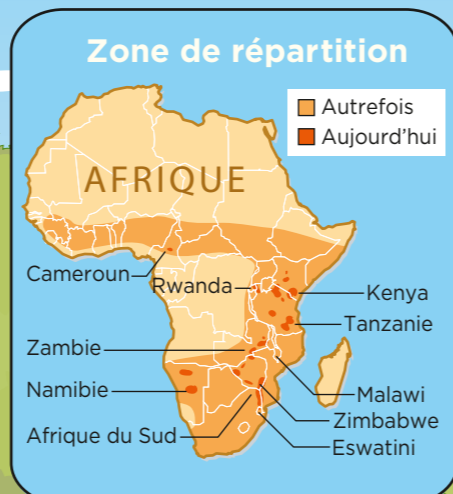 Zone de répartition
Autrefois
Aujourd'hui
AFRIQUE
Cameroun
Rwanda
Kenya
Tanzanie
Zambie
Namibie
Malawi
Zimbabwe
Afrique du Sud
Eswatini